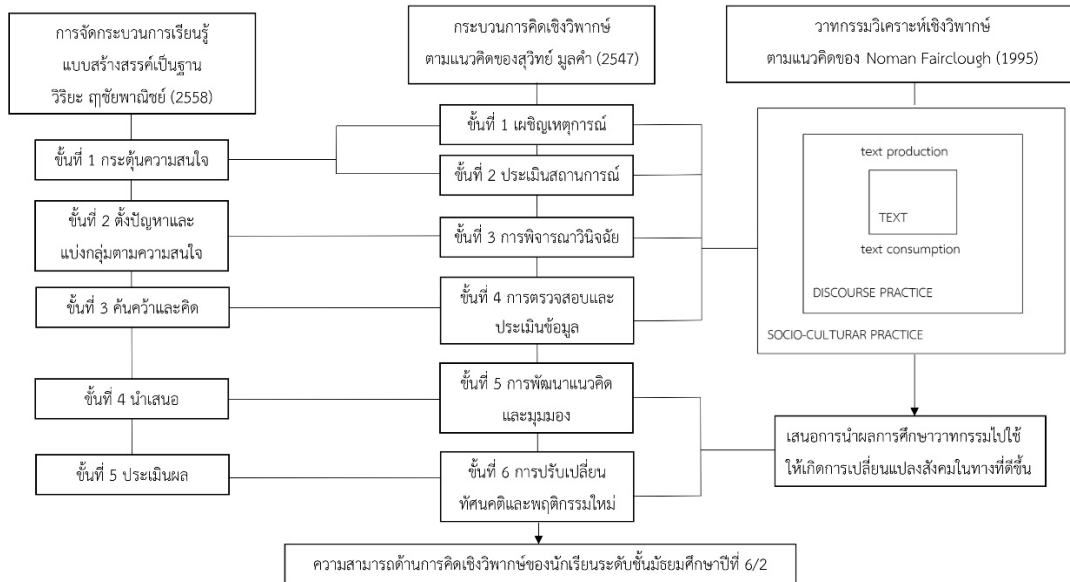 การจัดกระบวนการเรียนรู้
แบบสร้างสรรค์เป็นฐาน
วิริยะ ฤๅชัยพาณิชย์ (2558)
ขั้นที่ 1 กระตุ้นความสนใจ
ขั้นที่ 2 ตั้งปัญหาและ
แบ่งกลุ่มตามความสนใจ
ขั้นที่ 3 ค้นคว้าและคิด
ขั้นที่ 4 นำเสนอ
ขั้นที่ 5 ประเมินผล
กระบวนการคิดเชิงวิพากษ์
ตามแนวคิดของสุวิทย์ มูลคำ (2547)
ขั้นที่ 1 เผชิญเหตุการณ์
ขั้นที่ 2 ประเมินสถานการณ์
ขั้นที่ 3 การพิจารณาวินิจฉัย
ขั้นที่ 4 การตรวจสอบและ
ประเมินข้อมูล
ขั้นที่ 5 การพัฒนาแนวคิด
และมุมมอง
ขั้นที่ 6 การปรับเปลี่ยน
ทัศนคติและพฤติกรรมใหม่
วาทกรรมวิเคราะห์เชิงวิพากษ์
ตามแนวคิดของ Noman Fairclough (1995)
text production
TEXT
text consumption
DISCOURSE PRACTICE
SOCIO-CULTURAR PRACTICE
เสนอการนำผลการศึกษาวาทกรรมไปใช้
ให้เกิดการเปลี่ยนแปลงสังคมในทางที่ดีขึ้น
ความสามารถด้านการคิดเชิงวิพากษ์ของนักเรียนระดับชั้นมัธยมศึกษาปีที่ 6/2